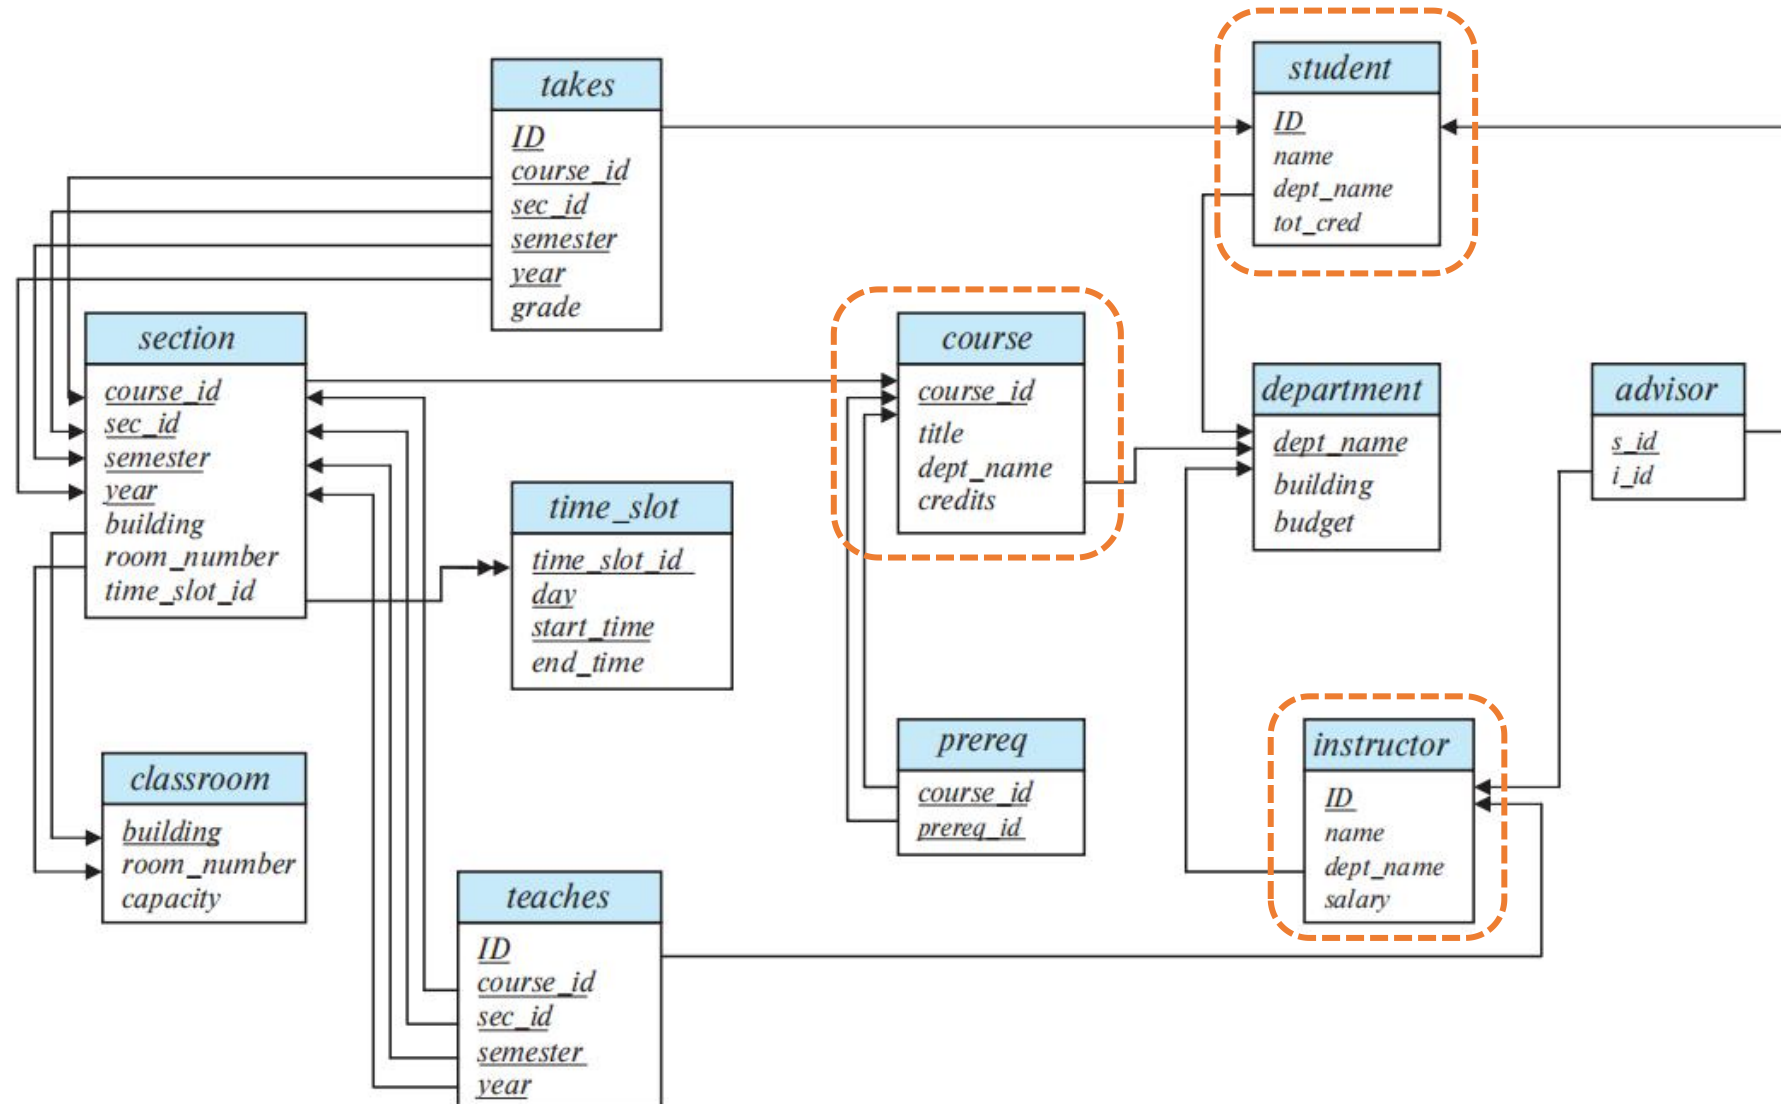 takes
ID
course_id
sec_id
semester
year
grade
student
ID
name
dept_name
tot_cred
section
course_id
sec_id
semester
year
building
room_number
time_slot_id
course
course_id
title
dept_name
credits
department
dept_name
building
budget
advisor
s_id
i_id
time_slot
time_slot_id
day
start_time
end_time
prereq
course_id
prereq_id
instructor
ID
name
dept_name
salary
classroom
building
room_number
capacity
teaches
ID
course_id
sec_id
semester
year